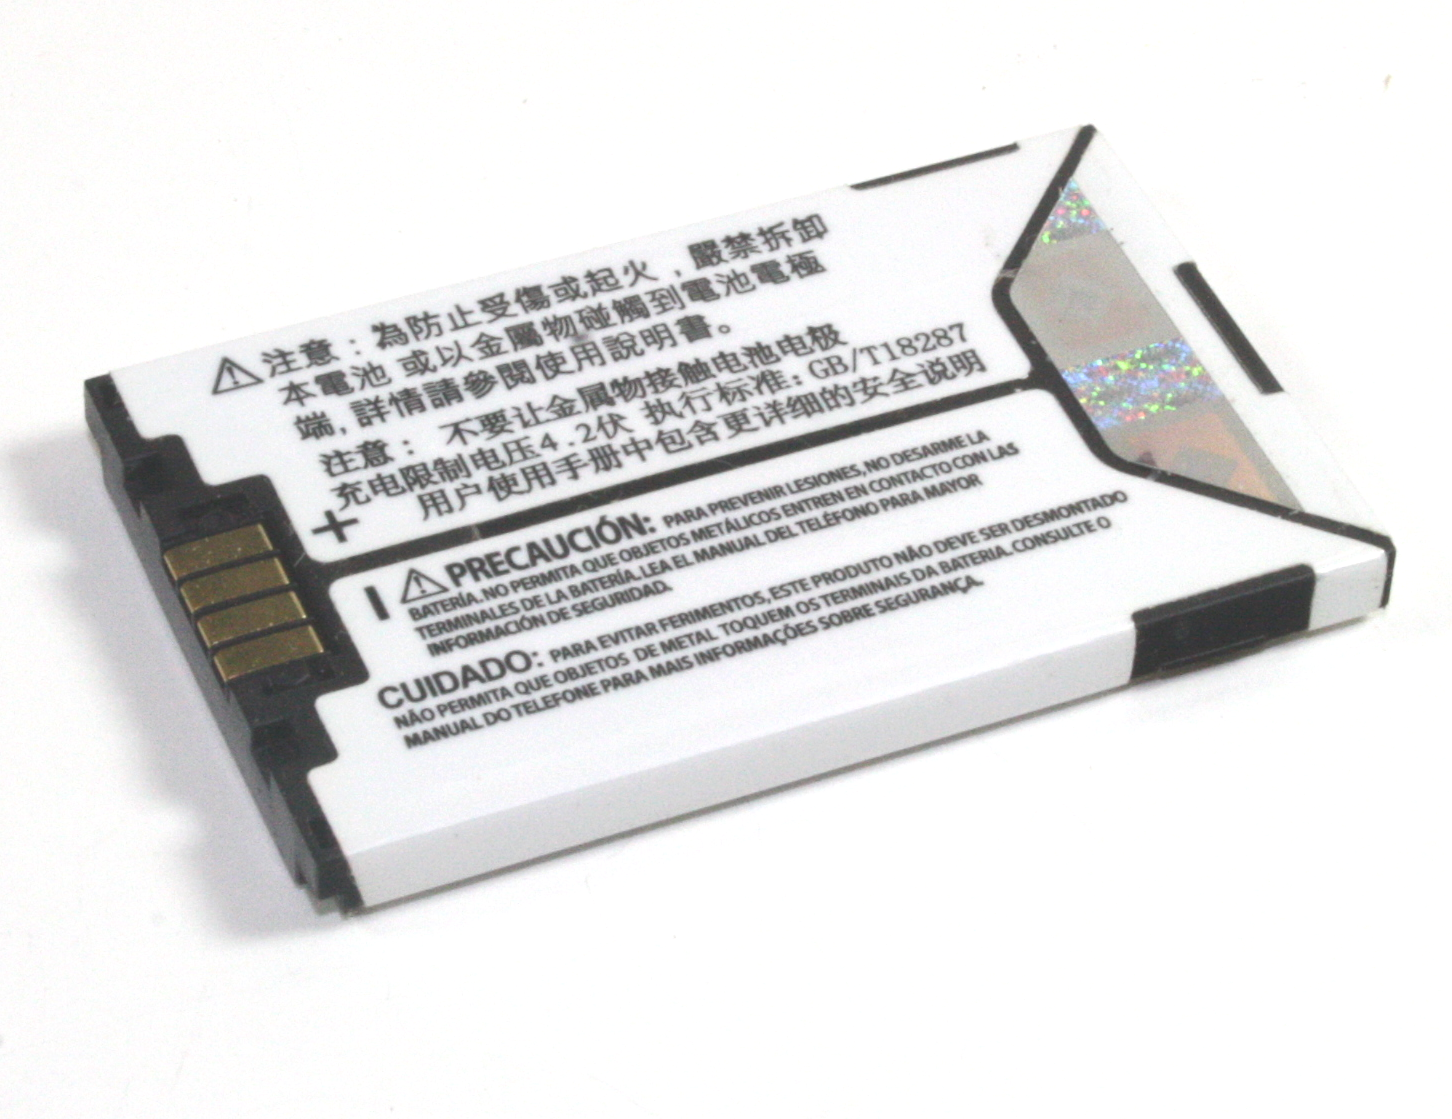 注意：為防止受傷或起火，嚴禁拆卸
本電池 或以金屬物碰觸到電池電極
端，詳情請參閱使用說明書。
注意： 不要让金属物接触电池电极
充电限制电压4.2伏 执行标准：GB/T18287
用户使用手册中包含更详细的安全说明
+
-
PRECAUCIÓN: PARA PREVENIR LESIONES, NO DESARME LA
BATERÍA. NO PERMITA QUE OBJETOS METÁLICOS ENTREN EN CONTACTO CON LAS
TERMINALES DE LA BATERÍA. LEA EL MANUAL DEL TELÉFONO PARA MAYOR
INFORMACIÓN DE SEGURIDAD.
CUIDADO: PARA EVITAR FERIMENTOS, ESTE PRODUTO NÃO DEVE SER DESMONTADO
NÃO PERMITA QUE OBJETOS DE METAL TOQUEM OS TERMINAIS DA BATERIA. CONSULTE O
MANUAL DO TELEFONE PARA MAIS INFORMAÇÕES SOBRE SEGURANÇA.